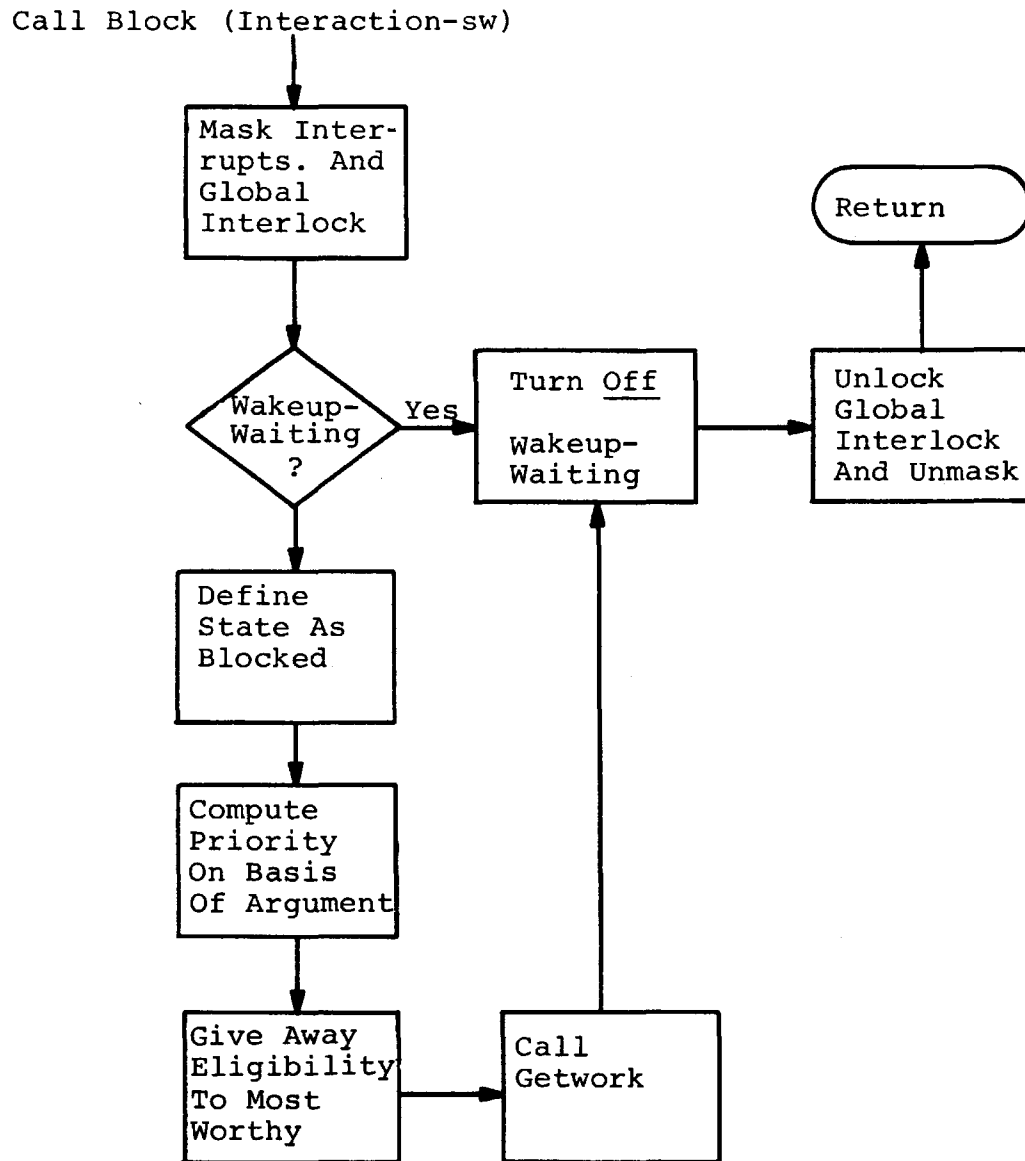 Call Block (Interaction-sw)
Mask Inter-
rupts. And
Global
Interlock
Return
Wakeup-
Waiting
?
Yes
Turn Off
Wakeup-
Waiting
Unlock
Global
Interlock
And Unmask
Define
State As
Blocked
Compute
Priority
On Basis
Of Argument
Give Away
Eligibility
To Most
Worthy
Call
Getwork